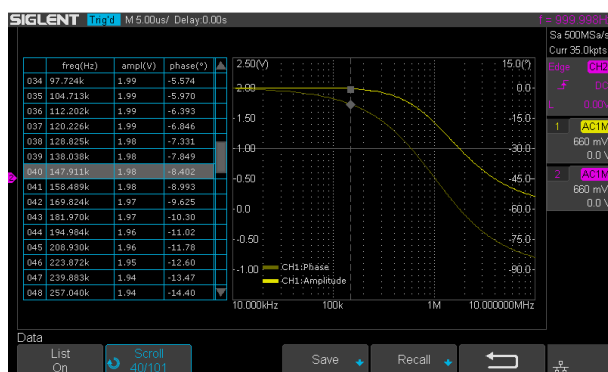 SIGLENT Trig'd M 5.00us/ Delay:0.00s f = 999.998Hz
Sa 500MSa/s
Curr 35.0kpts
Edge CH2
DC
L 0.00V
1 AC1M
660 mV/
0.0 V
2 AC1M
660 mV/
0.0 V
freq(Hz) ampl(V) phase(°)
034 97.724k 1.99 -5.574
035 104.713k 1.99 -5.970
036 112.202k 1.99 -6.393
037 120.226k 1.99 -6.846
038 128.825k 1.98 -7.331
039 138.038k 1.98 -7.849
040 147.911k 1.98 -8.402
041 158.489k 1.98 -8.993
042 169.824k 1.97 -9.625
043 181.970k 1.97 -10.30
044 194.984k 1.96 -11.02
045 208.930k 1.96 -11.78
046 223.872k 1.95 -12.60
047 239.883k 1.94 -13.47
048 257.040k 1.94 -14.40
2.50(V) 15.0(°)
2.00 0.0
1.50
1.00 -30.0
0.50 -45.0
0.0 -60.0
-0.50 -75.0
-1.00 -90.0
CH1:Phase
CH1:Amplitude
10.000kHz 100k 1M 10.000000MHz
Data
List Scroll Save Recall
On 40/101